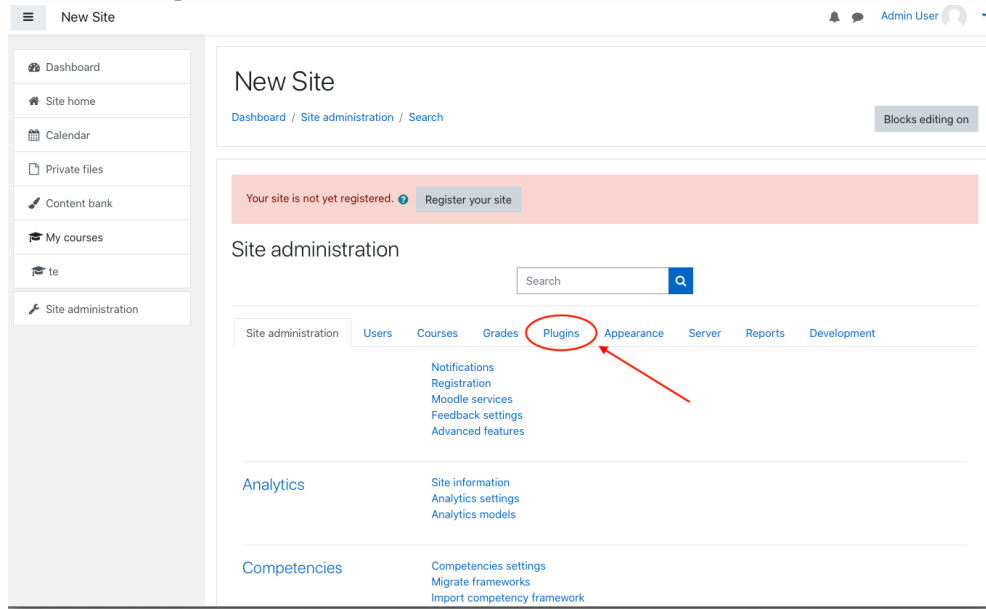 New Site
Admin User
Dashboard
Site home
Calendar
Private files
Content bank
My courses
te
Site administration
New Site
Dashboard / Site administration / Search
Blocks editing on
Your site is not yet registered. ? Register your site
Site administration
Search
Site administration Users Courses Grades Plugins Appearance Server Reports Development
Notifications
Registration
Moodle services
Feedback settings
Advanced features
Analytics
Site information
Analytics settings
Analytics models
Competencies
Competencies settings
Migrate frameworks
Import competency framework